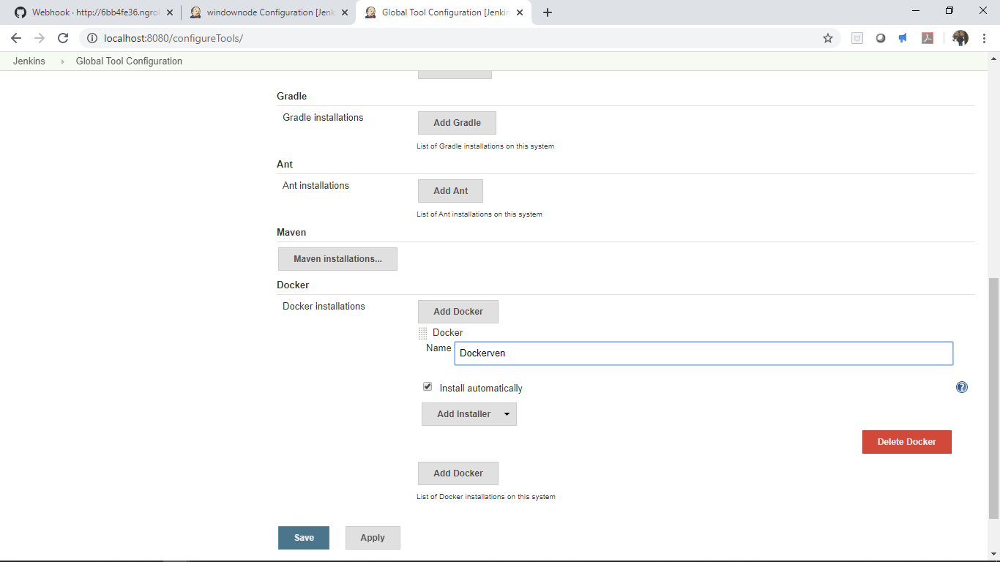 Webhook · http://6bb4fe36.ngro
windownode Configuration [Jenk
Global Tool Configuration [Jenkin
localhost:8080/configureTools/
Jenkins Global Tool Configuration
Gradle
Gradle installations Add Gradle
List of Gradle installations on this system
Ant
Ant installations Add Ant
List of Ant installations on this system
Maven
Maven installations...
Docker
Docker installations Add Docker
Docker
Name Dockerven
Install automatically ?
Add Installer
Delete Docker
Add Docker
List of Docker installations on this system
Save Apply